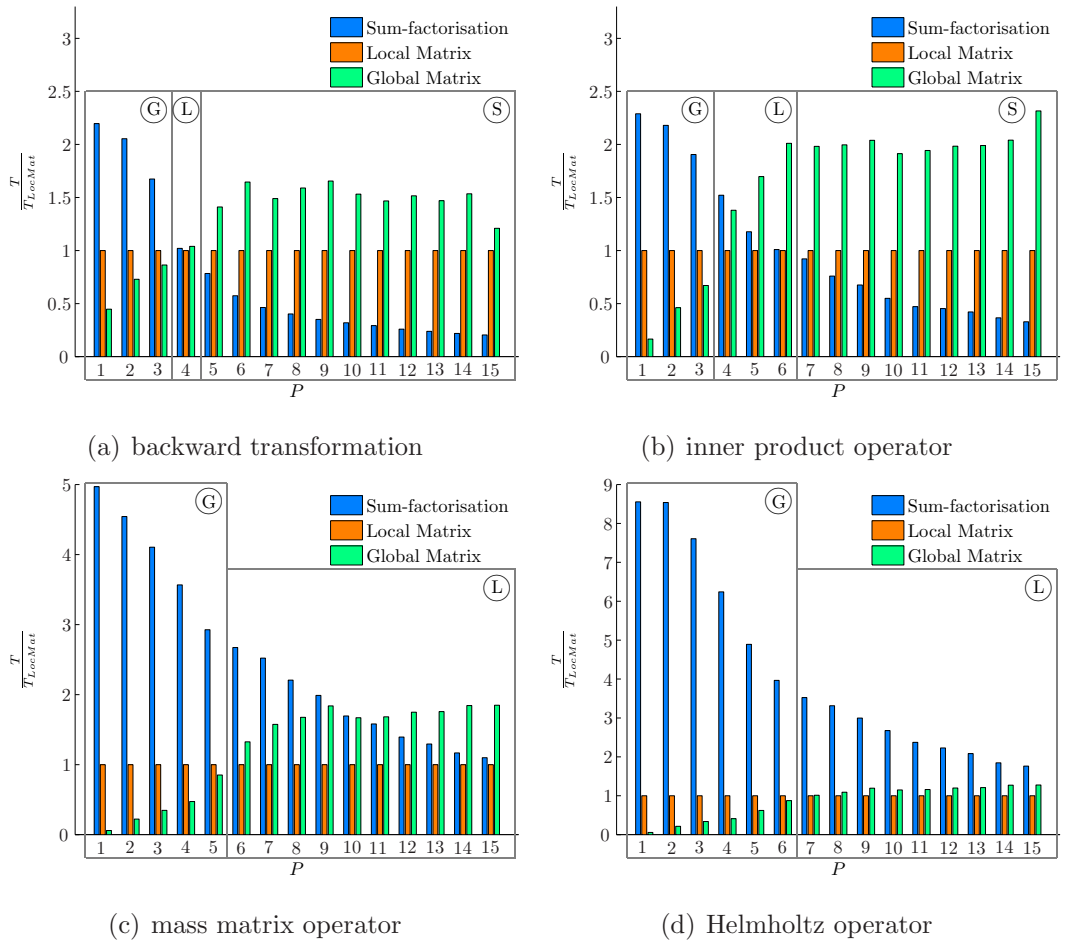 Sum-factorisation
Local Matrix
Global Matrix
3
2.5
2
1.5
1
0.5
0
T
T_LocMat
G
L
S
1 2 3 4 5 6 7 8 9 10 11 12 13 14 15
P
(a) backward transformation
Sum-factorisation
Local Matrix
Global Matrix
3
2.5
2
1.5
1
0.5
0
T
T_LocMat
G
L
S
1 2 3 4 5 6 7 8 9 10 11 12 13 14 15
P
(b) inner product operator
Sum-factorisation
Local Matrix
Global Matrix
5
4
3
2
1
0
T
T_LocMat
G
L
1 2 3 4 5 6 7 8 9 10 11 12 13 14 15
P
(c) mass matrix operator
Sum-factorisation
Local Matrix
Global Matrix
9
8
7
6
5
4
3
2
1
0
T
T_LocMat
G
L
1 2 3 4 5 6 7 8 9 10 11 12 13 14 15
P
(d) Helmholtz operator